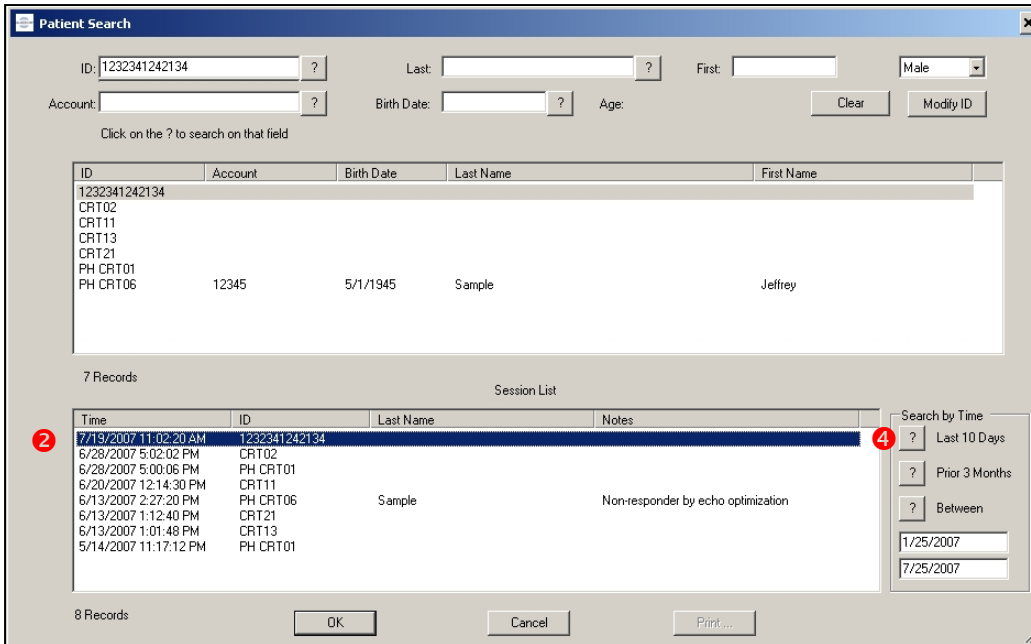 Patient Search
ID: 1232341242134 ? Last: ? First: Male
Account: ? Birth Date: ? Age: Clear Modify ID
Click on the ? to search on that field
ID Account Birth Date Last Name First Name
1232341242134
CRT02
CRT11
CRT13
CRT21
PH CRT01
PH CRT06 12345 5/1/1945 Sample Jeffrey
7 Records
Session List
Time ID Last Name Notes
2 7/19/2007 11:02:20 AM 1232341242134
6/28/2007 5:02:02 PM CRT02
6/28/2007 5:00:06 PM PH CRT01
6/20/2007 12:14:30 PM CRT11
6/13/2007 2:27:20 PM PH CRT06 Sample Non-responder by echo optimization
6/13/2007 1:12:40 PM CRT21
6/13/2007 1:01:48 PM CRT13
5/14/2007 11:17:12 PM PH CRT01
Search by Time
4 ? Last 10 Days
? Prior 3 Months
? Between
1/25/2007
7/25/2007
8 Records
OK Cancel Print ...